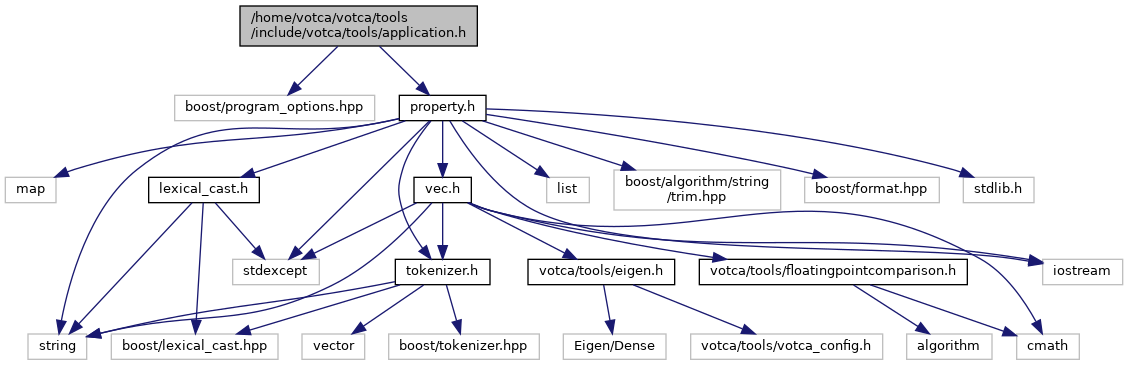 /home/votca/votca/tools
/include/votca/tools/application.h
boost/program_options.hpp
property.h
map
lexical_cast.h
vec.h
list
boost/algorithm/string
/trim.hpp
boost/format.hpp
stdlib.h
stdexcept
tokenizer.h
votca/tools/eigen.h
votca/tools/floatingpointcomparison.h
iostream
string
boost/lexical_cast.hpp
vector
boost/tokenizer.hpp
Eigen/Dense
votca/tools/votca_config.h
algorithm
cmath